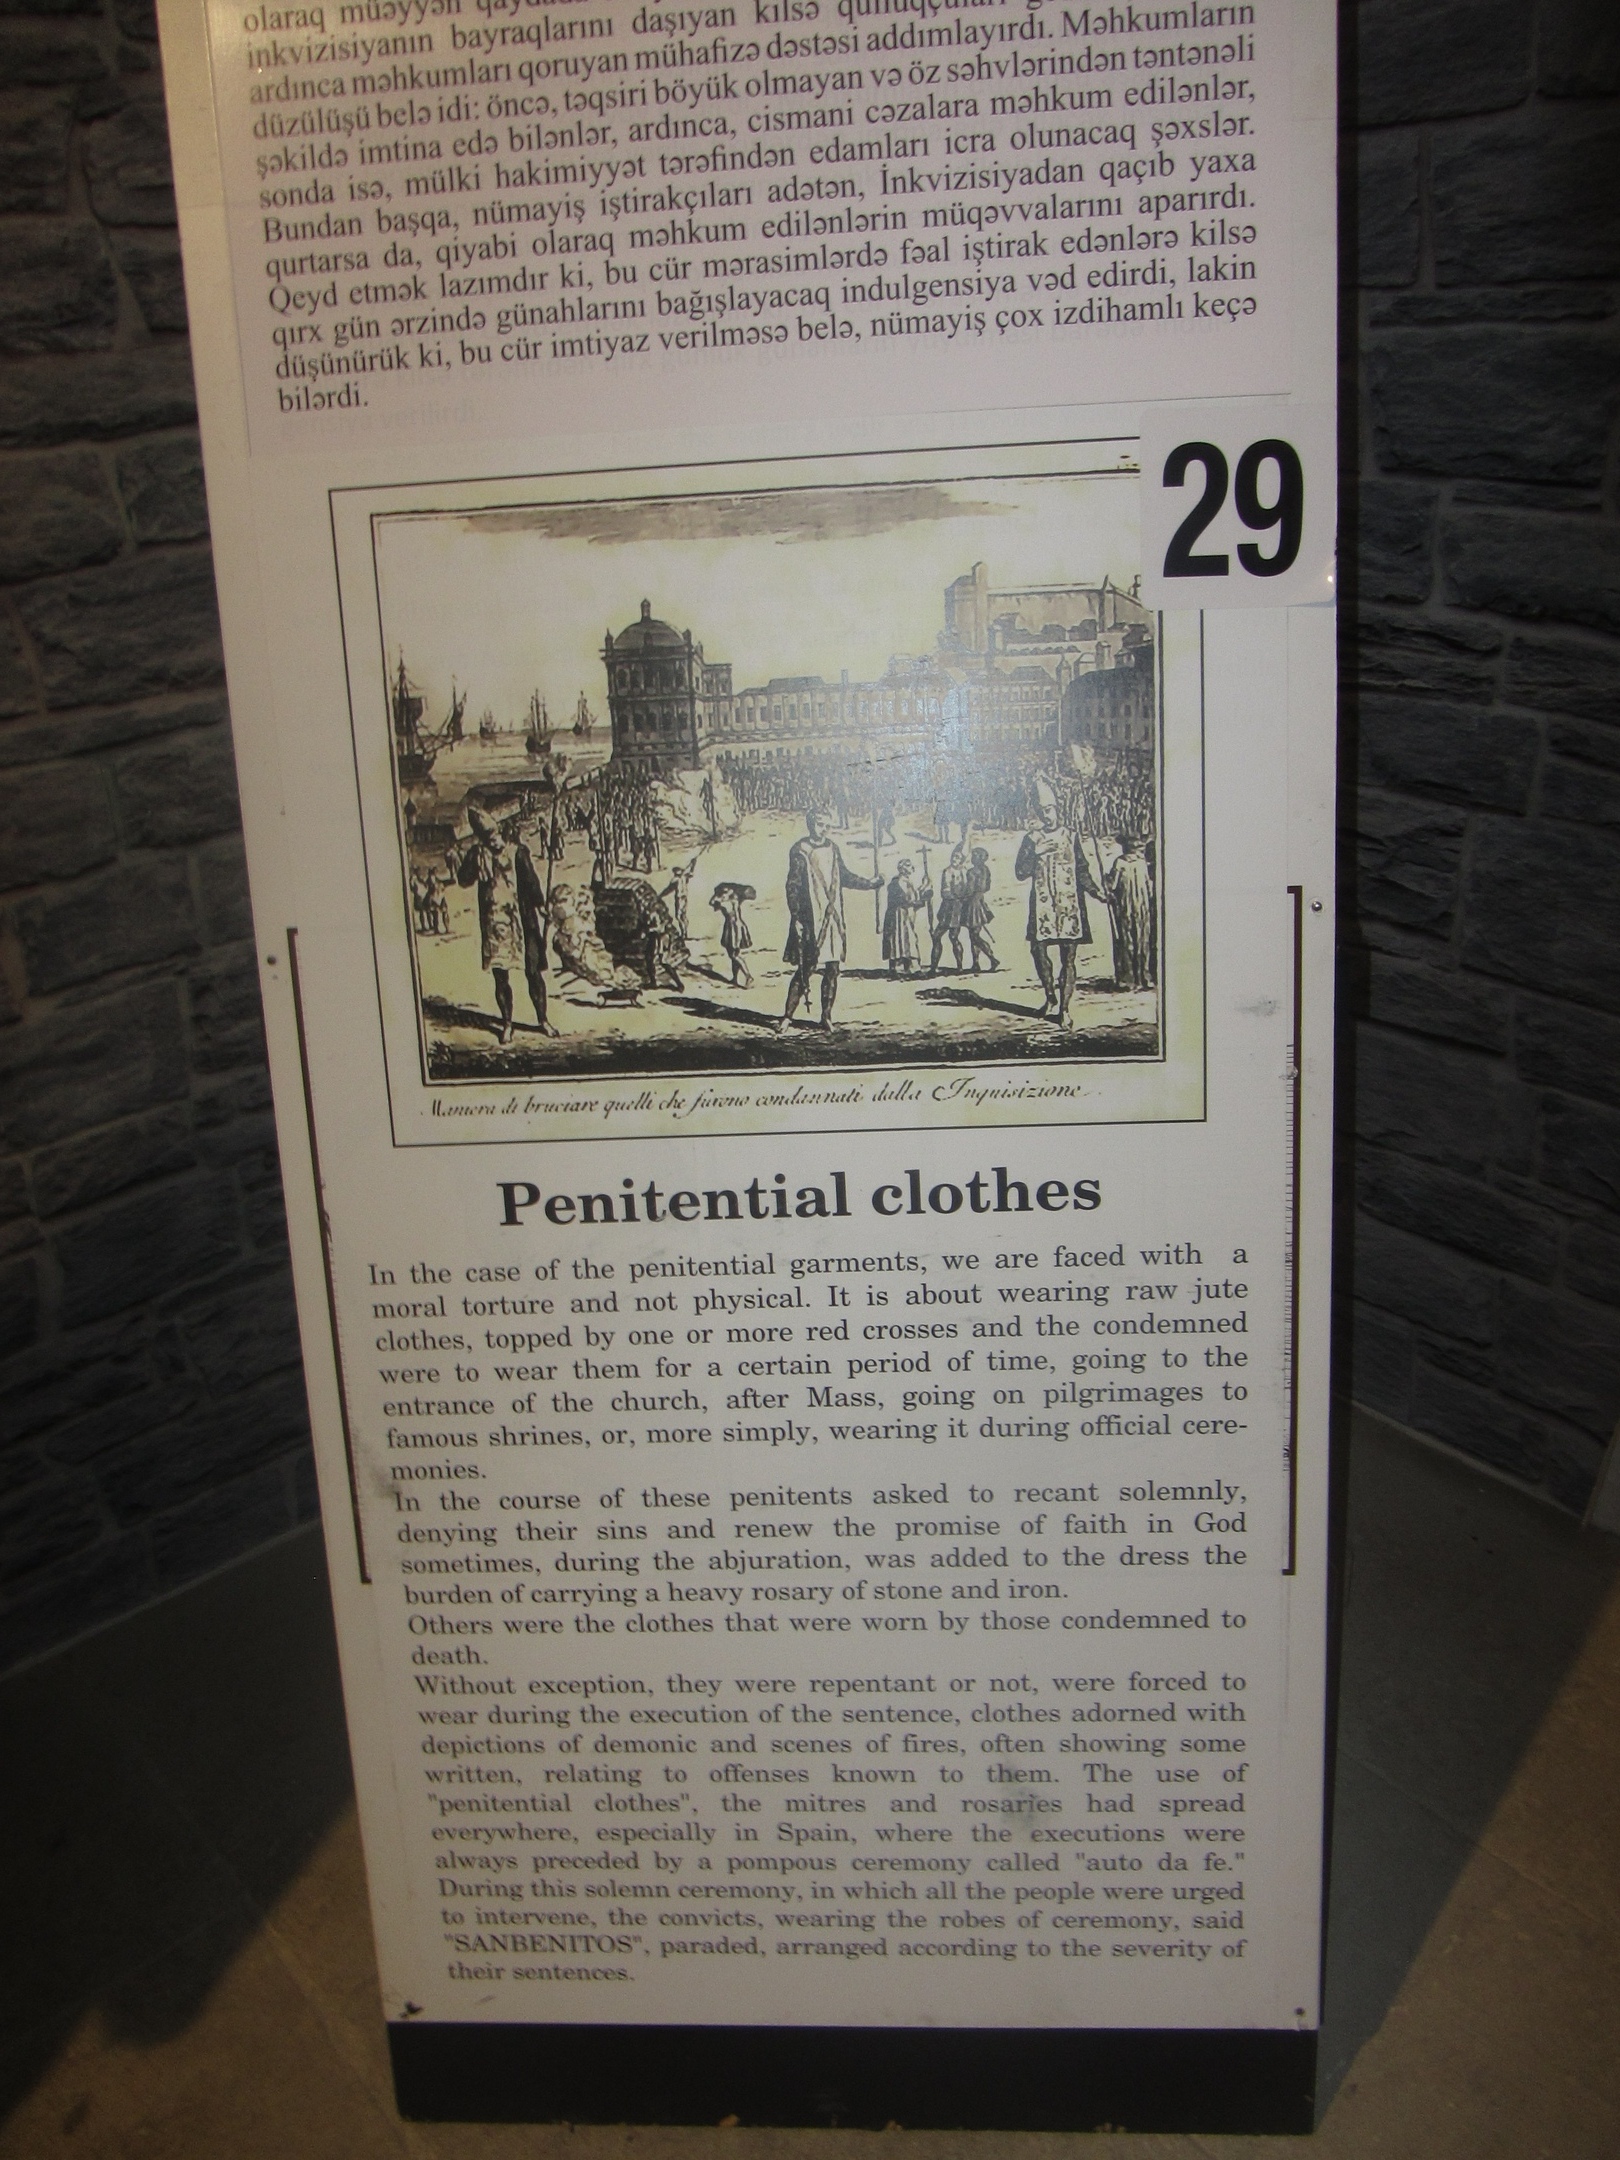 olaraq müəyyən
inkvizisiyanın bayraqlarını daşıyan kilsə qulluqçuları
ardınca məhkumları qoruyan mühafizə dəstəsi addımlayırdı. Məhkumların
düzülüşü belə idi: öncə, təqsiri böyük olmayan və öz səhvlərindən təntənəli
şəkildə imtina edə bilənlər, ardınca, cismani cəzalara məhkum edilənlər,
sonda isə, mülki hakimiyyət tərəfindən edamları icra olunacaq şəxslər.
Bundan başqa, nümayiş iştirakçıları adətən, İnkvizisiyadan qaçıb yaxa
qurtarsa da, qiyabi olaraq məhkum edilənlərin müqəvvalarını aparırdı.
Qeyd etmək lazımdır ki, bu cür mərasimlərdə fəal iştirak edənlərə kilsə
qırx gün ərzində günahlarını bağışlayacaq indulgensiya vəd edirdi, lakin
düşünürük ki, bu cür imtiyaz verilməsə belə, nümayiş çox izdihamlı keçə
bilərdi.
29
Maniera di bruciare quelli che furono condannati dalla Inquisizione.
Penitential clothes
In the case of the penitential garments, we are faced with a
moral torture and not physical. It is about wearing raw jute
clothes, topped by one or more red crosses and the condemned
were to wear them for a certain period of time, going to the
entrance of the church, after Mass, going on pilgrimages to
famous shrines, or, more simply, wearing it during official cere-
monies.
In the course of these penitents asked to recant solemnly,
denying their sins and renew the promise of faith in God
sometimes, during the abjuration, was added to the dress the
burden of carrying a heavy rosary of stone and iron.
Others were the clothes that were worn by those condemned to
death.
Without exception, they were repentant or not, were forced to
wear during the execution of the sentence, clothes adorned with
depictions of demonic and scenes of fires, often showing some
written, relating to offenses known to them. The use of
"penitential clothes", the mitres and rosaries had spread
everywhere, especially in Spain, where the executions were
always preceded by a pompous ceremony called "auto da fe."
During this solemn ceremony, in which all the people were urged
to intervene, the convicts, wearing the robes of ceremony, said
"SANBENITOS", paraded, arranged according to the severity of
their sentences.